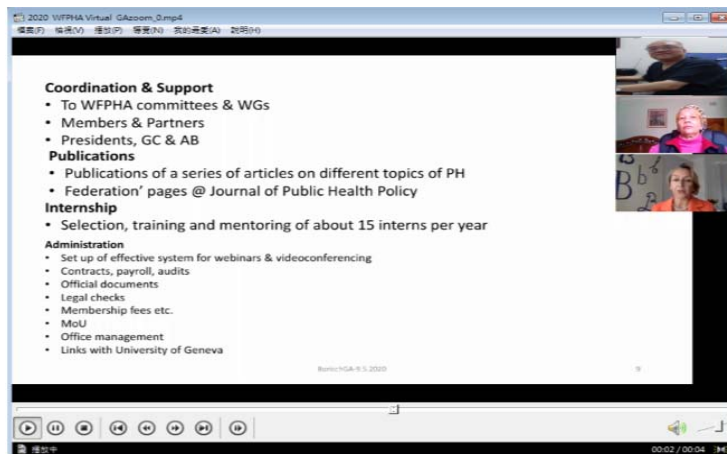 2020 WFPHA Virtual GAzoom_0.mp4
檔案(F) 檢視(V) 播放(P) 導覽(N) 我的最愛(A) 說明(H)
Coordination & Support
• To WFPHA committees & WGs
• Members & Partners
• Presidents, GC & AB
Publications
• Publications of a series of articles on different topics of PH
• Federation' pages @ Journal of Public Health Policy
Internship
• Selection, training and mentoring of about 15 interns per year
Administration
• Set up of effective system for webinars & videoconferencing
• Contracts, payroll, audits
• Official documents
• Legal checks
• Membership fees etc.
• MoU
• Office management
• Links with University of Geneva
9
播放中
00:02 / 00:04